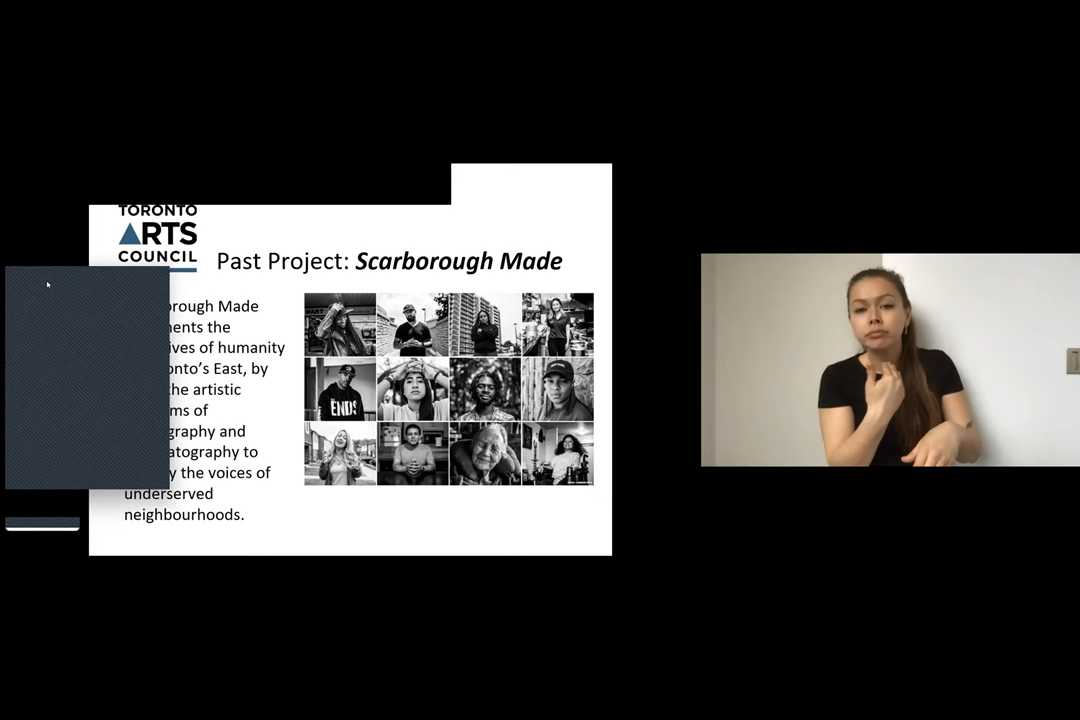 TORONTO
ARTS
COUNCIL
Past Project: Scarborough Made
orough Made
ments the
ives of humanity
onto's East, by
the artistic
ms of
graphy and
atography to
y the voices of
underserved
neighbourhoods.
ENDS